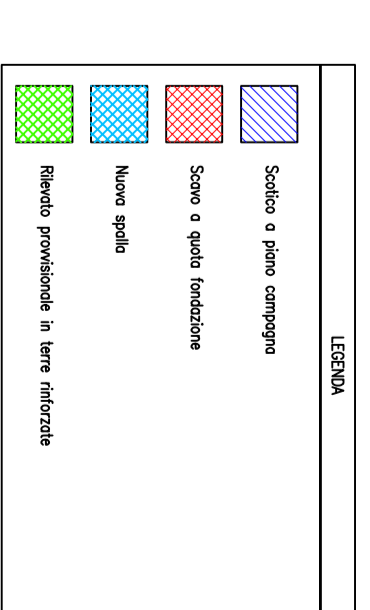 LEGENDA
Scotico a piano campagna
Scavo a quota fondazione
Nuova spalla
Rilevato provvisionale in terre rinforzate